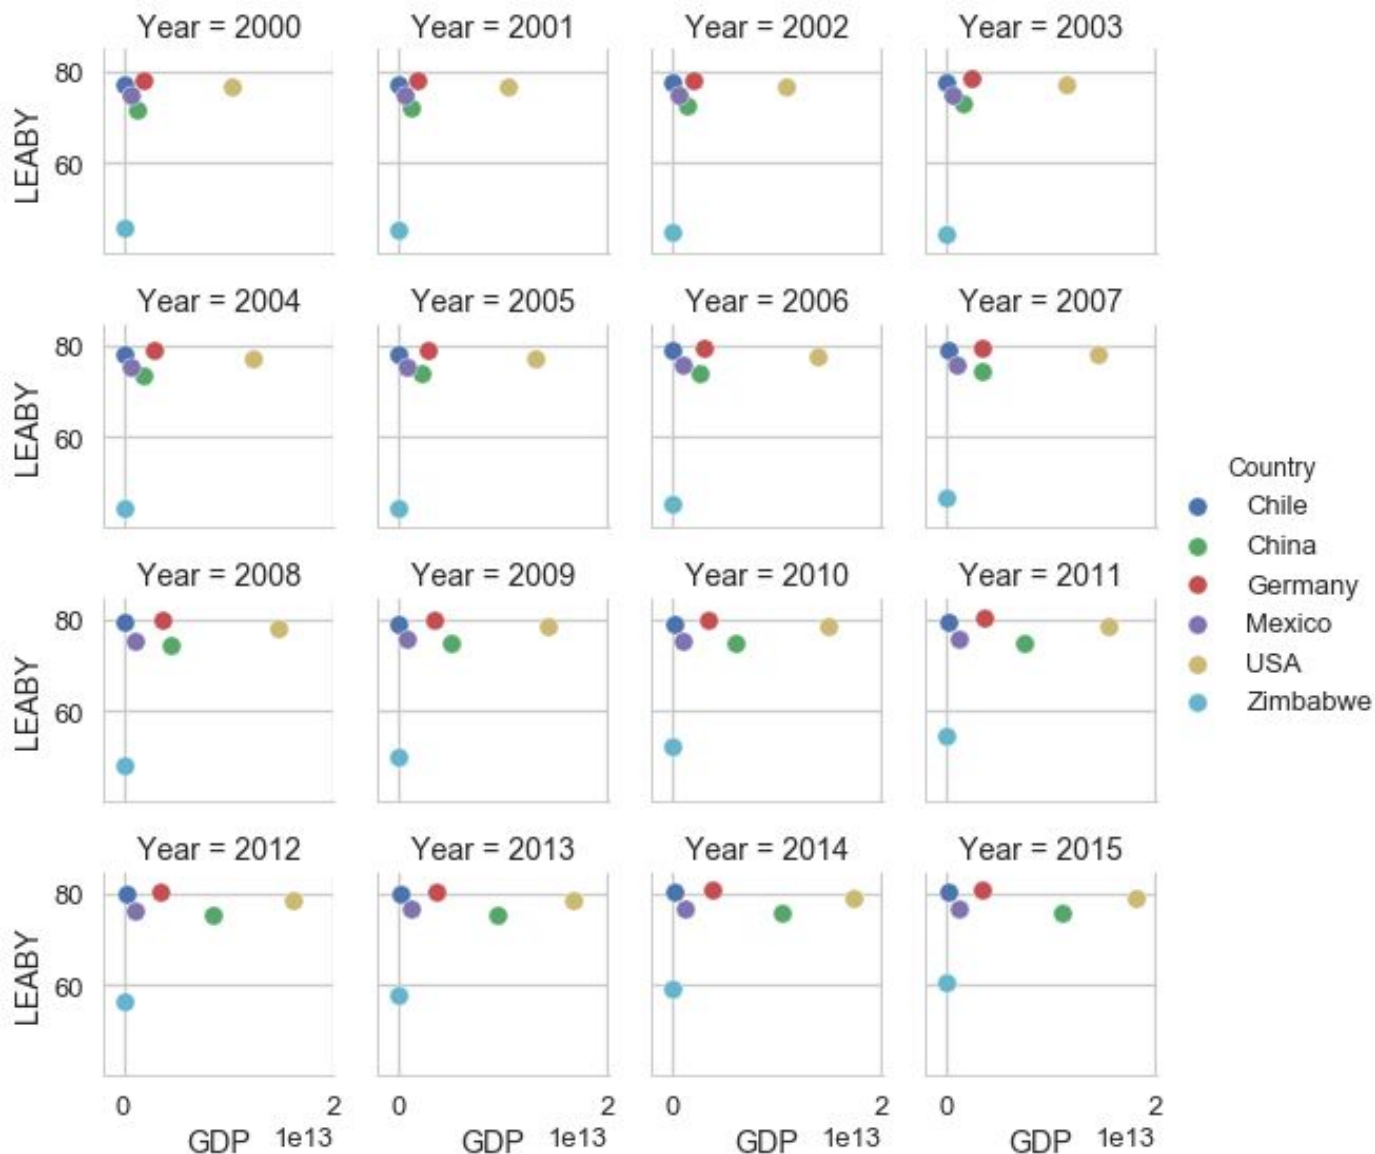 Year = 2000 Year = 2001 Year = 2002 Year = 2003
80
LEABY
60
Year = 2004 Year = 2005 Year = 2006 Year = 2007
80
LEABY
60
Country
Chile
China
Germany
Mexico
USA
Zimbabwe
Year = 2008 Year = 2009 Year = 2010 Year = 2011
80
LEABY
60
Year = 2012 Year = 2013 Year = 2014 Year = 2015
80
LEABY
60
0 2 0 2 0 2 0 2
GDP 1e13 GDP 1e13 GDP 1e13 GDP 1e13